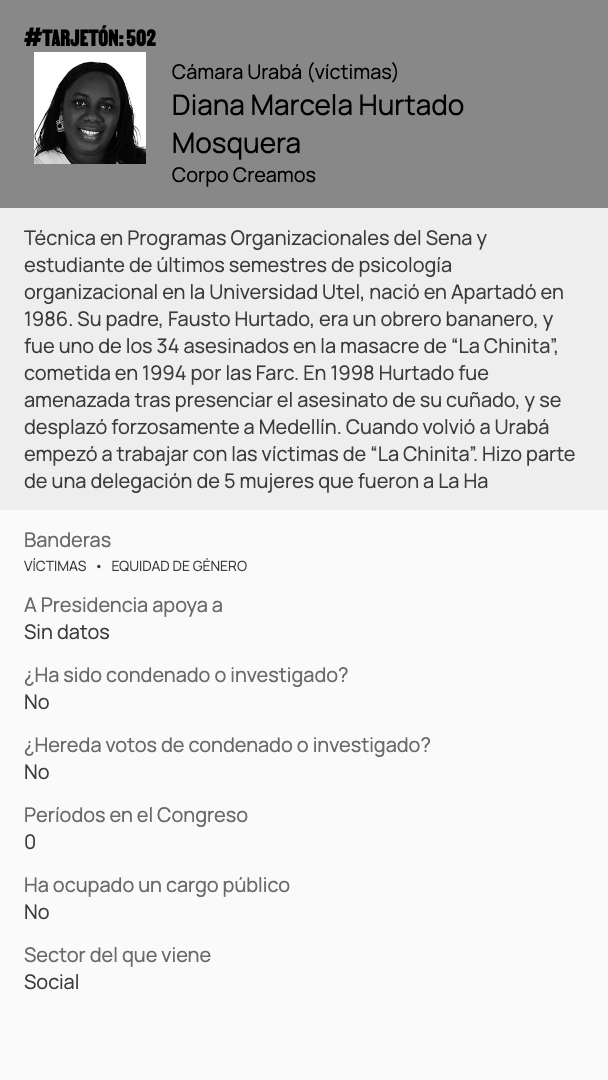 #TARJETÓN: 502
Cámara Urabá (víctimas)
Diana Marcela Hurtado
Mosquera
Corpo Creamos
Técnica en Programas Organizacionales del Sena y
estudiante de últimos semestres de psicología
organizacional en la Universidad Utel, nació en Apartadó en
1986. Su padre, Fausto Hurtado, era un obrero bananero, y
fue uno de los 34 asesinados en la masacre de “La Chinita”,
cometida en 1994 por las Farc. En 1998 Hurtado fue
amenazada tras presenciar el asesinato de su cuñado, y se
desplazó forzosamente a Medellín. Cuando volvió a Urabá
empezó a trabajar con las víctimas de “La Chinita”. Hizo parte
de una delegación de 5 mujeres que fueron a La Ha
Banderas
VÍCTIMAS • EQUIDAD DE GÉNERO
A Presidencia apoya a
Sin datos
¿Ha sido condenado o investigado?
No
¿Hereda votos de condenado o investigado?
No
Períodos en el Congreso
0
Ha ocupado un cargo público
No
Sector del que viene
Social